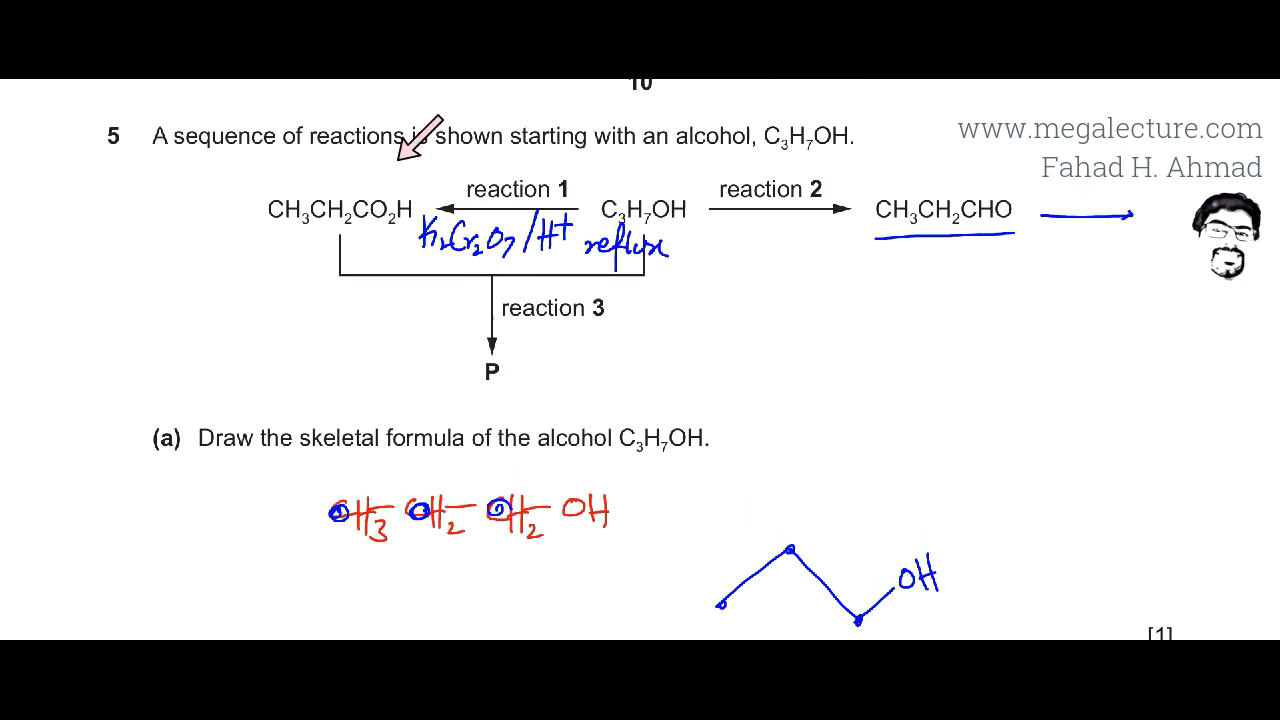 10
5 A sequence of reactions is shown starting with an alcohol, C₃H₇OH.
www.megalecture.com
Fahad H. Ahmad
CH₃CH₂CO₂H reaction 1 C₃H₇OH reaction 2 CH₃CH₂CHO
K₂Cr₂O₇/H⁺ reflux
reaction 3
P
(a) Draw the skeletal formula of the alcohol C₃H₇OH.
CH₃ – CH₂ – CH₂ – OH
OH
[1]